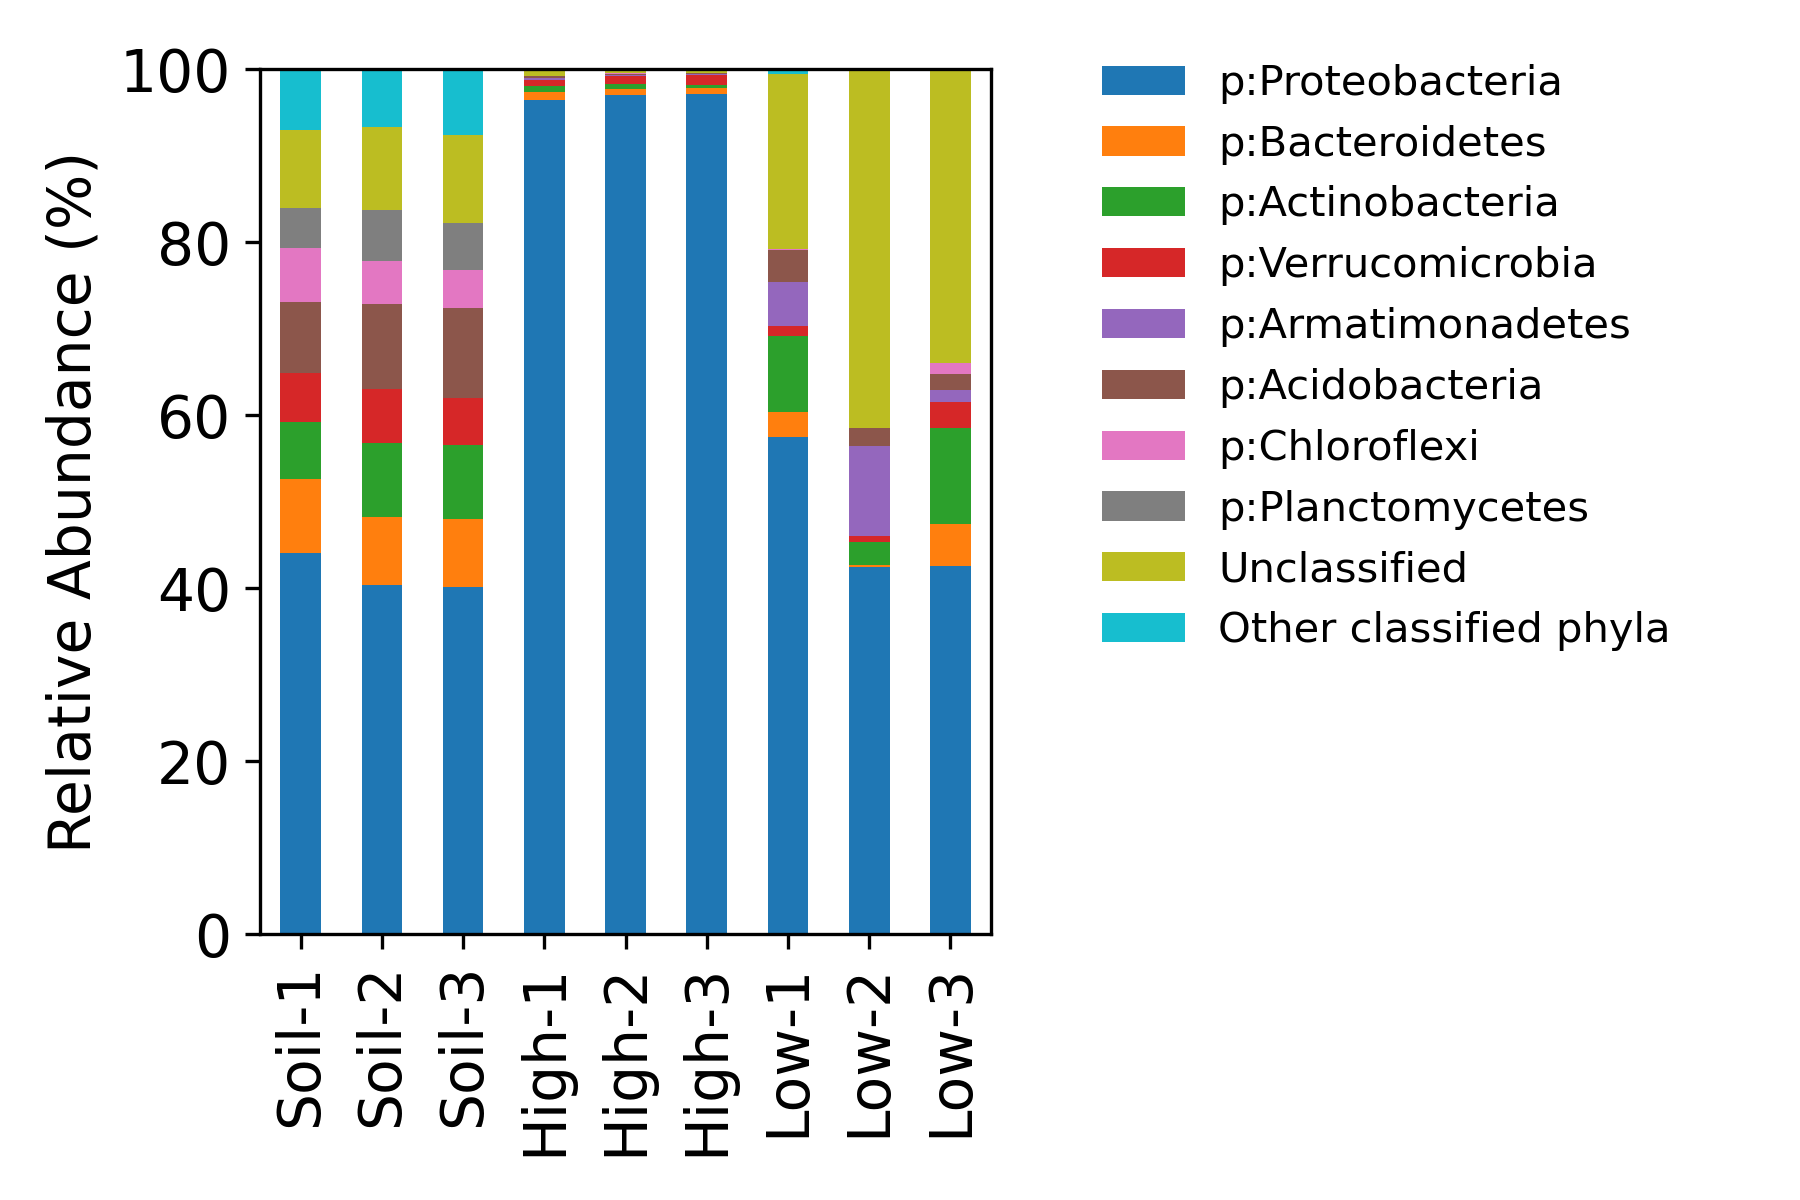 Relative Abundance (%)
100
80
60
40
20
0
Soil-1
Soil-2
Soil-3
High-1
High-2
High-3
Low-1
Low-2
Low-3
p:Proteobacteria
p:Bacteroidetes
p:Actinobacteria
p:Verrucomicrobia
p:Armatimonadetes
p:Acidobacteria
p:Chloroflexi
p:Planctomycetes
Unclassified
Other classified phyla